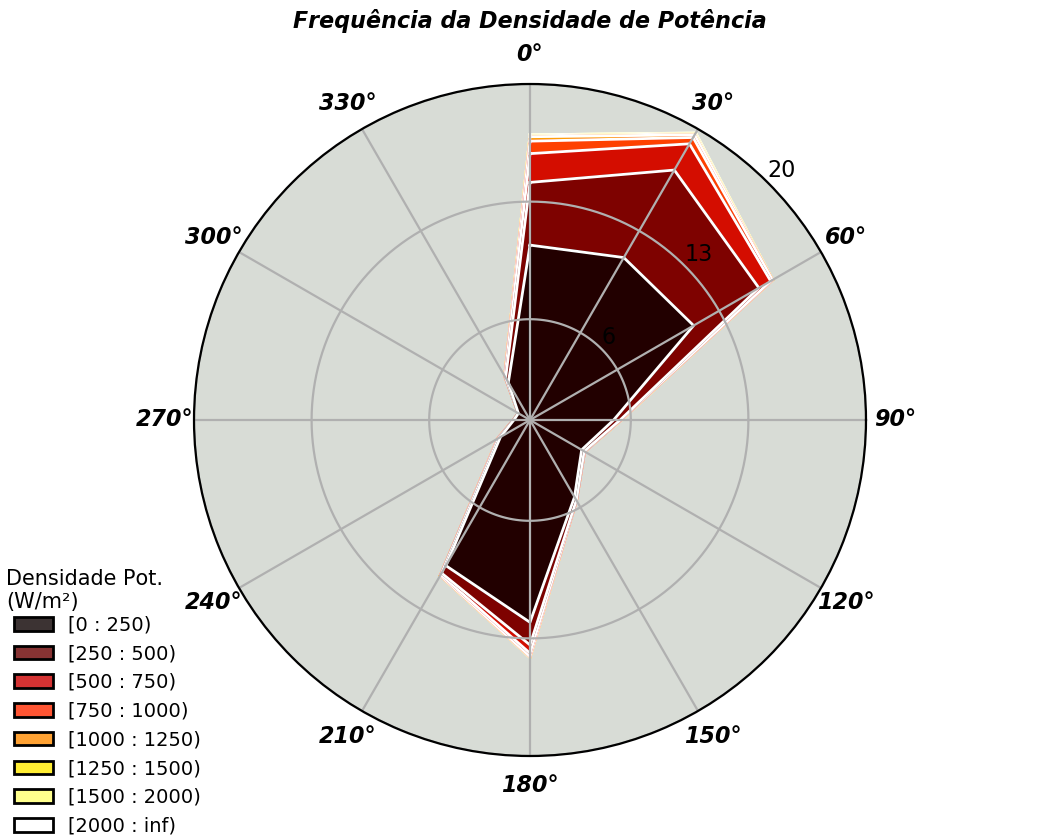 Frequência da Densidade de Potência
0°
330°
30°
20
300°
60°
13
6
270°
90°
Densidade Pot.
(W/m²)
240°
120°
[0 : 250)
[250 : 500)
[500 : 750)
[750 : 1000)
[1000 : 1250)
[1250 : 1500)
[1500 : 2000)
[2000 : inf)
210°
150°
180°